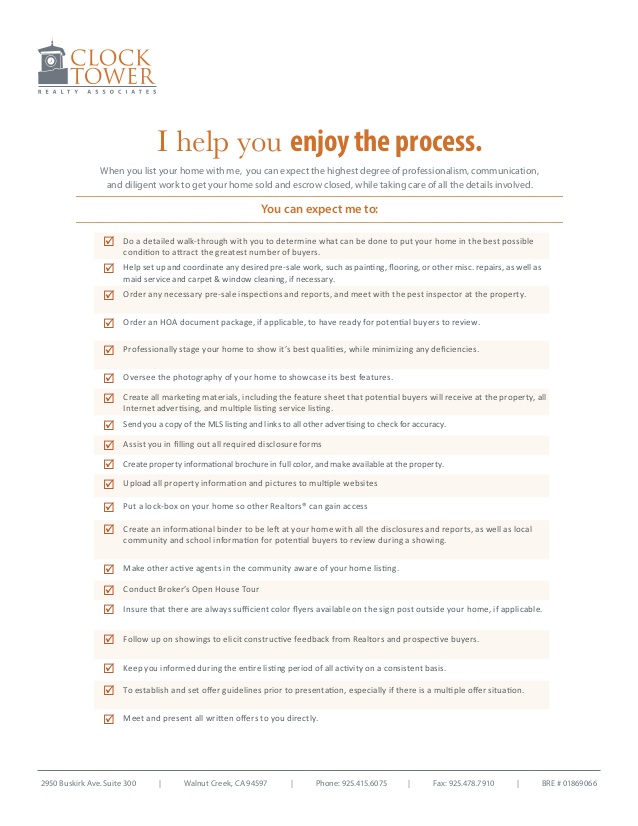 CLOCK
TOWER
REALTY ASSOCIATES
I help you enjoy the process.
When you list your home with me, you can expect the highest degree of professionalism, communication,
and diligent work to get your home sold and escrow closed, while taking care of all the details involved.
You can expect me to:
Do a detailed walk-through with you to determine what can be done to put your home in the best possible
condition to attract the greatest number of buyers.
Help set up and coordinate any desired pre-sale work, such as painting, flooring, or other misc. repairs, as well as
maid service and carpet & window cleaning, if necessary.
Order any necessary pre-sale inspections and reports, and meet with the pest inspector at the property.
Order an HOA document package, if applicable, to have ready for potential buyers to review.
Professionally stage your home to show it's best qualities, while minimizing any deficiencies.
Oversee the photography of your home to showcase its best features.
Create all marketing materials, including the feature sheet that potential buyers will receive at the property, all
Internet advertising, and multiple listing service listing.
Send you a copy of the MLS listing and links to all other advertising to check for accuracy.
Assist you in filling out all required disclosure forms
Create property informational brochure in full color, and make available at the property.
Upload all property information and pictures to multiple websites
Put a lock-box on your home so other Realtors® can gain access
Create an informational binder to be left at your home with all the disclosures and reports, as well as local
community and school information for potential buyers to review during a showing.
Make other active agents in the community aware of your home listing.
Conduct Broker's Open House Tour
Insure that there are always sufficient color flyers available on the sign post outside your home, if applicable.
Follow up on showings to elicit constructive feedback from Realtors and prospective buyers.
Keep you informed during the entire listing period of all activity on a consistent basis.
To establish and set offer guidelines prior to presentation, especially if there is a multiple offer situation.
Meet and present all written offers to you directly.
2950 Buskirk Ave. Suite 300 | Walnut Creek, CA 94597 | Phone: 925.415.6075 | Fax: 925.478.7910 | BRE # 01869066